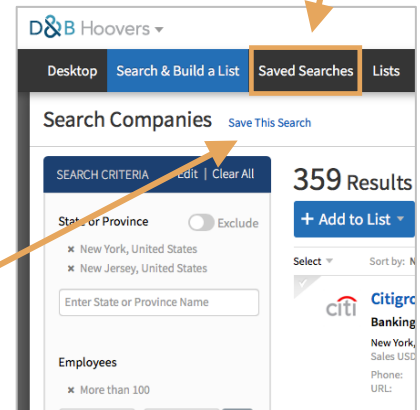 D&B Hoovers
Desktop Search & Build a List Saved Searches Lists
Search Companies Save This Search
SEARCH CRITERIA Edit | Clear All
359 Results
+ Add to List
State or Province Exclude
× New York, United States
× New Jersey, United States
Enter State or Province Name
Select Sort by: N
citi Citigro
Banking
New York,
Sales USD
Phone:
URL:
Employees
× More than 100